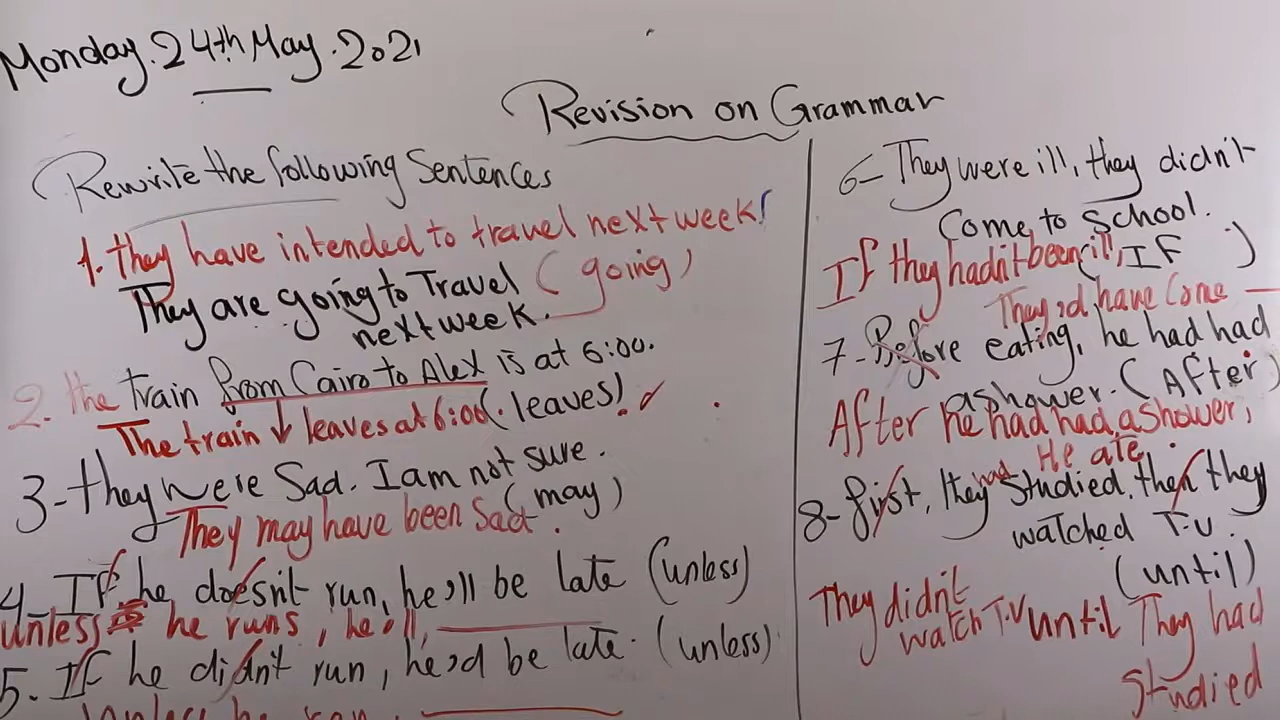 Monday. 24th May. 2021
Revision on Grammar
Rewrite the following Sentences
1. they have intended to travel next week!
They are going to Travel (going)
next week.
2. the train from Cairo to Alex is at 6:00.
The train ↓ leaves at 6:00 (leaves). ✓
3- they were Sad. I am not sure.
(may)
They may have been Sad.
4- If he doesn't run, he'll be late (unless)
unless he runs, he'll,
5. If he didn't run, he'd be late. (unless)
Unless he ran,
6- They were ill, they didn't
Come to School.
If they hadn't been ill, (IF)
They'd have Come
7- Before eating, he had had
a shower. (After)
After he had had a shower,
He ate.
8- first, they had studied, then they
watched T.V
(until)
They didn't
watch T.V until They had
Studied